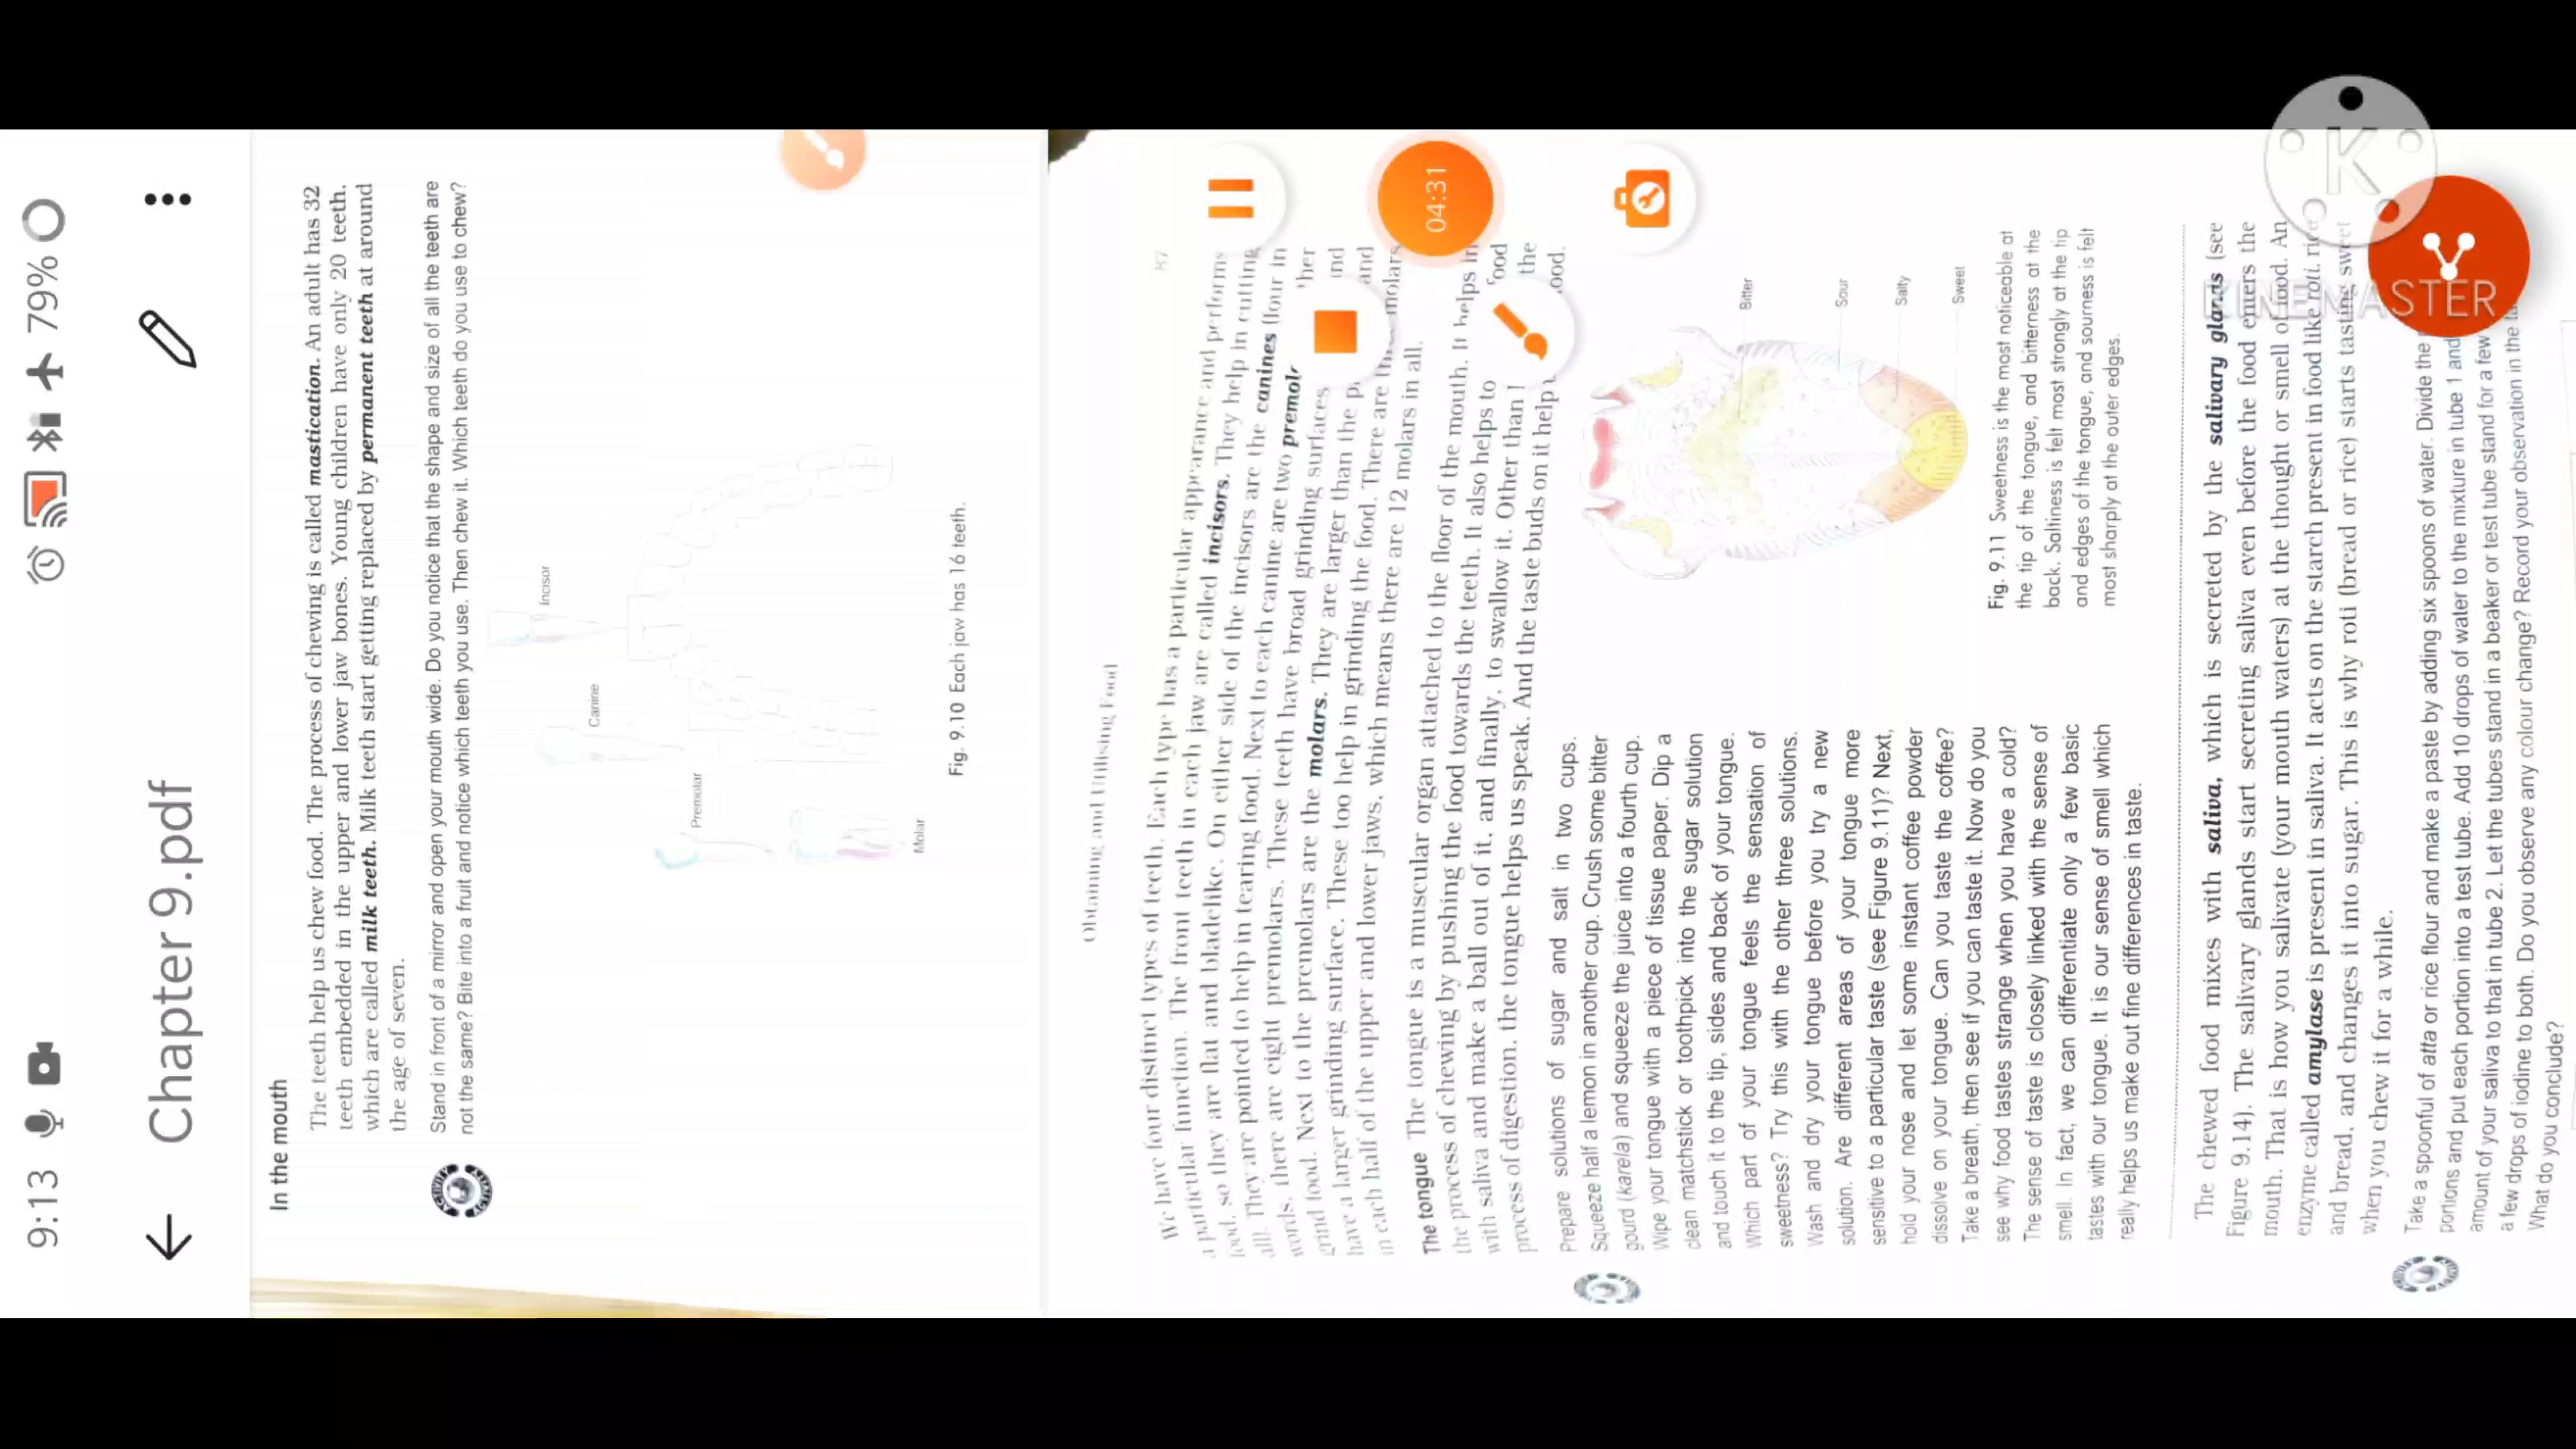 9:13
79%
Chapter 9.pdf
In the mouth
The teeth help us chew food. The process of chewing is called mastication. An adult has 32
teeth embedded in the upper and lower jaw bones. Young children have only 20 teeth,
which are called milk teeth. Milk teeth start getting replaced by permanent teeth at around
the age of seven.
ACTIVITY
Stand in front of a mirror and open your mouth wide. Do you notice that the shape and size of all the teeth are
not the same? Bite into a fruit and notice which teeth you use. Then chew it. Which teeth do you use to chew?
Incisor
Canine
Premolar
Molar
Fig. 9.10 Each jaw has 16 teeth.
Obtaining and Utilising Food
87
We have four distinct types of teeth. Each type has a particular appearance and performs
a particular function. The front teeth in each jaw are called incisors. They help in cutting
food, so they are flat and bladelike. On either side of the incisors are the canines (four in
all). They are pointed to help in tearing food. Next to each canine are two premol
words, there are eight premolars. These teeth have broad grinding surfaces
grind food. Next to the premolars are the molars. They are larger than the p and
have a larger grinding surface. These too help in grinding the food. There are molars
in each half of the upper and lower jaws, which means there are 12 molars in all.
The tongue The tongue is a muscular organ attached to the floor of the mouth. It helps in
the process of chewing by pushing the food towards the teeth. It also helps to food
with saliva and make a ball out of it, and finally, to swallow it. Other than the
process of digestion, the tongue helps us speak. And the taste buds on it help ood.
Prepare solutions of sugar and salt in two cups.
Squeeze half a lemon in another cup. Crush some bitter
gourd (karela) and squeeze the juice into a fourth cup.
Wipe your tongue with a piece of tissue paper. Dip a
clean matchstick or toothpick into the sugar solution
and touch it to the tip, sides and back of your tongue.
Which part of your tongue feels the sensation of
sweetness? Try this with the other three solutions.
Wash and dry your tongue before you try a new
solution. Are different areas of your tongue more
sensitive to a particular taste (see Figure 9.11)? Next,
hold your nose and let some instant coffee powder
dissolve on your tongue. Can you taste the coffee?
Take a breath, then see if you can taste it. Now do you
see why food tastes strange when you have a cold?
The sense of taste is closely linked with the sense of
smell. In fact, we can differentiate only a few basic
tastes with our tongue. It is our sense of smell which
really helps us make out fine differences in taste.
Bitter
Sour
Salty
Sweet
Fig. 9.11 Sweetness is the most noticeable at
the tip of the tongue, and bitterness at the
back. Saltiness is felt most strongly at the tip
and edges of the tongue, and sourness is felt
most sharply at the outer edges.
The chewed food mixes with saliva, which is secreted by the salivary glands (see
Figure 9.14). The salivary glands start secreting saliva even before the food enters the
mouth. That is how you salivate (your mouth waters) at the thought or smell of food. An
enzyme called amylase is present in saliva. It acts on the starch present in food like roti, rice
and bread, and changes it into sugar. This is why roti (bread or rice) starts tasting sweet
when you chew it for a while.
Take a spoonful of atta or rice flour and make a paste by adding six spoons of water. Divide the
portions and put each portion into a test tube. Add 10 drops of water to the mixture in tube 1 and
amount of your saliva to that in tube 2. Let the tubes stand in a beaker or test tube stand for a few
a few drops of iodine to both. Do you observe any colour change? Record your observation in the
What do you conclude?
04:31
K
KINEMASTER